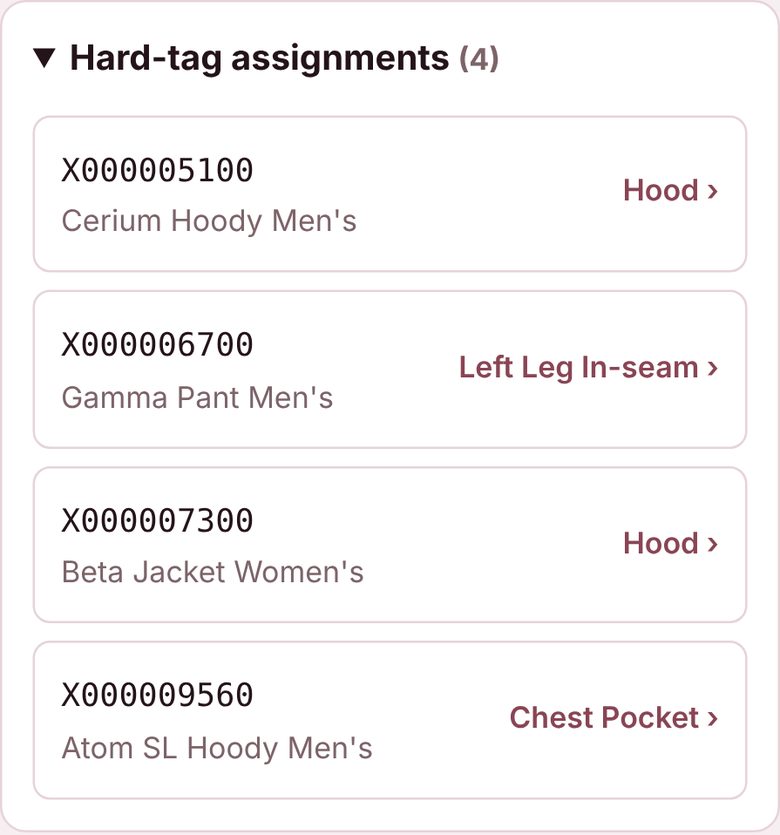 ▼ Hard-tag assignments (4)
X000005100
Cerium Hoody Men's
Hood ›
X000006700
Gamma Pant Men's
Left Leg In-seam ›
X000007300
Beta Jacket Women's
Hood ›
X000009560
Atom SL Hoody Men's
Chest Pocket ›